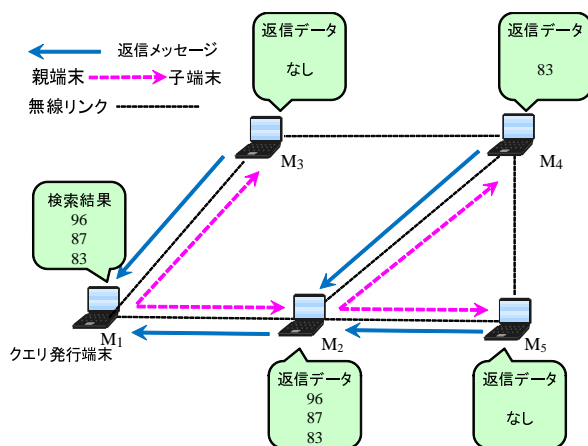 返信メッセージ
親端末 子端末
無線リンク
返信データ
なし
返信データ
83
M3
M4
検索結果
96
87
83
M1
クエリ発行端末
M2
M5
返信データ
96
87
83
返信データ
なし